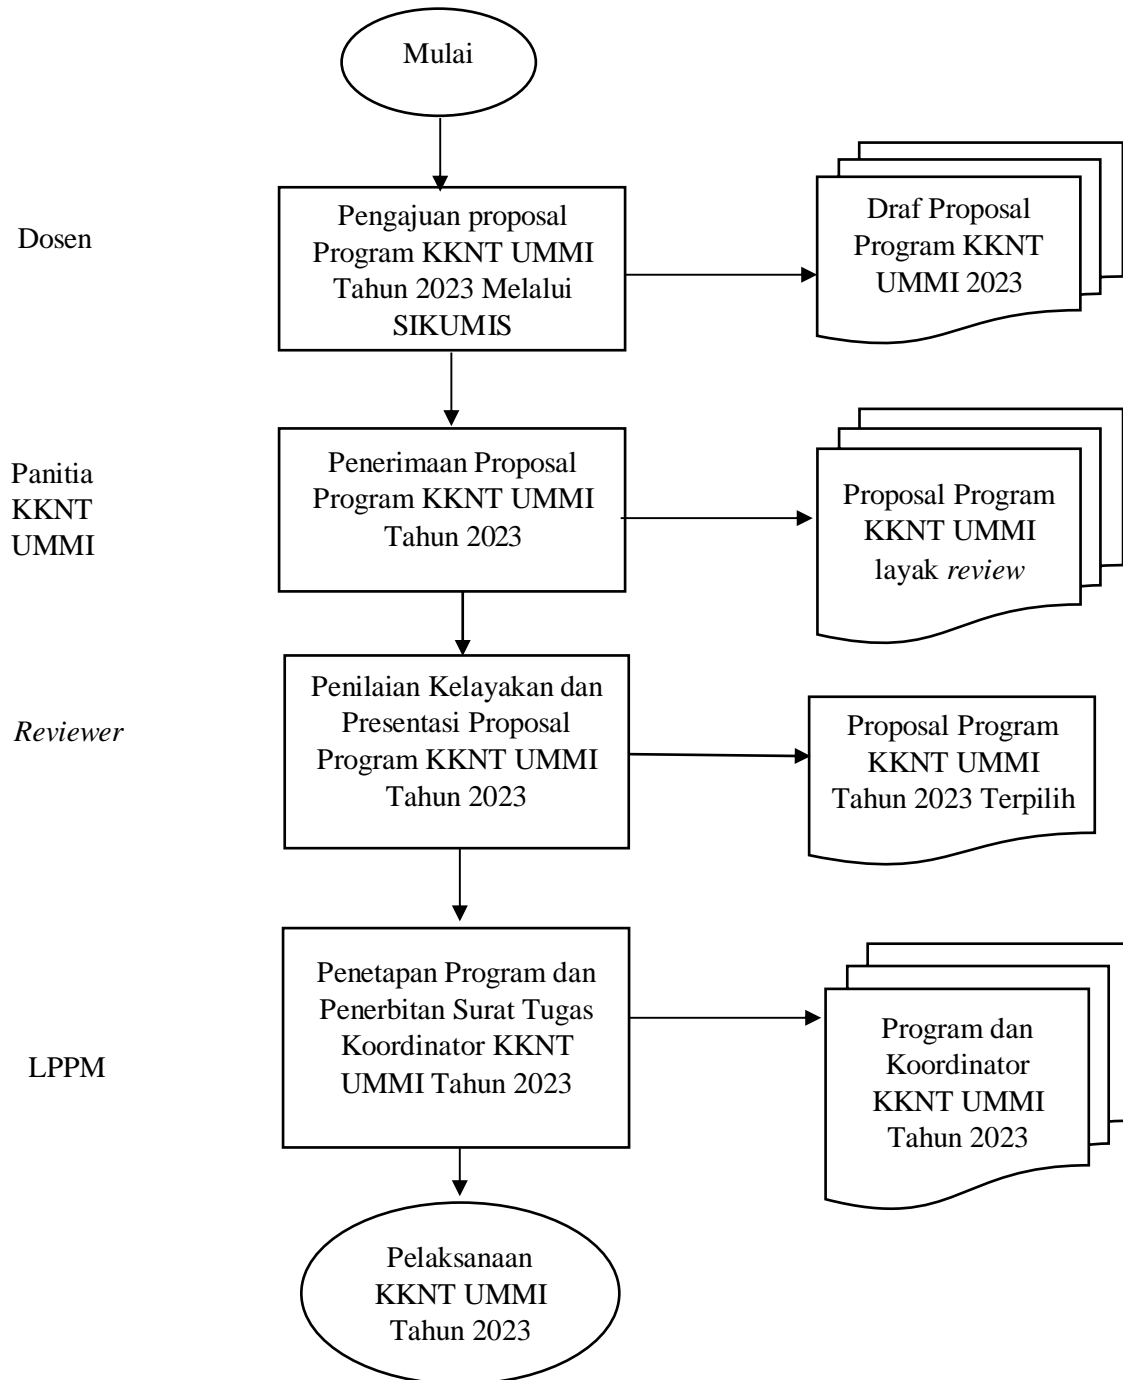 Mulai
Dosen
Pengajuan proposal
Program KKNT UMMI
Tahun 2023 Melalui
SIKUMIS
Draf Proposal
Program KKNT
UMMI 2023
Panitia
KKNT
UMMI
Penerimaan Proposal
Program KKNT UMMI
Tahun 2023
Proposal Program
KKNT UMMI
layak review
Reviewer
Penilaian Kelayakan dan
Presentasi Proposal
Program KKNT UMMI
Tahun 2023
Proposal Program
KKNT UMMI
Tahun 2023 Terpilih
LPPM
Penetapan Program dan
Penerbitan Surat Tugas
Koordinator KKNT
UMMI Tahun 2023
Program dan
Koordinator
KKNT UMMI
Tahun 2023
Pelaksanaan
KKNT UMMI
Tahun 2023